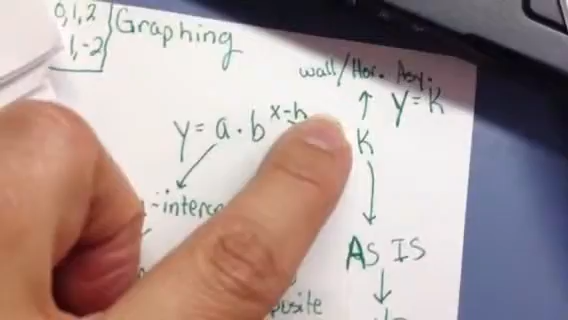 0,1,2
1,-2
Graphing
wall/Hor. Asy.
y=K
y= a·b^x-h
K
-interc
AS IS
posite